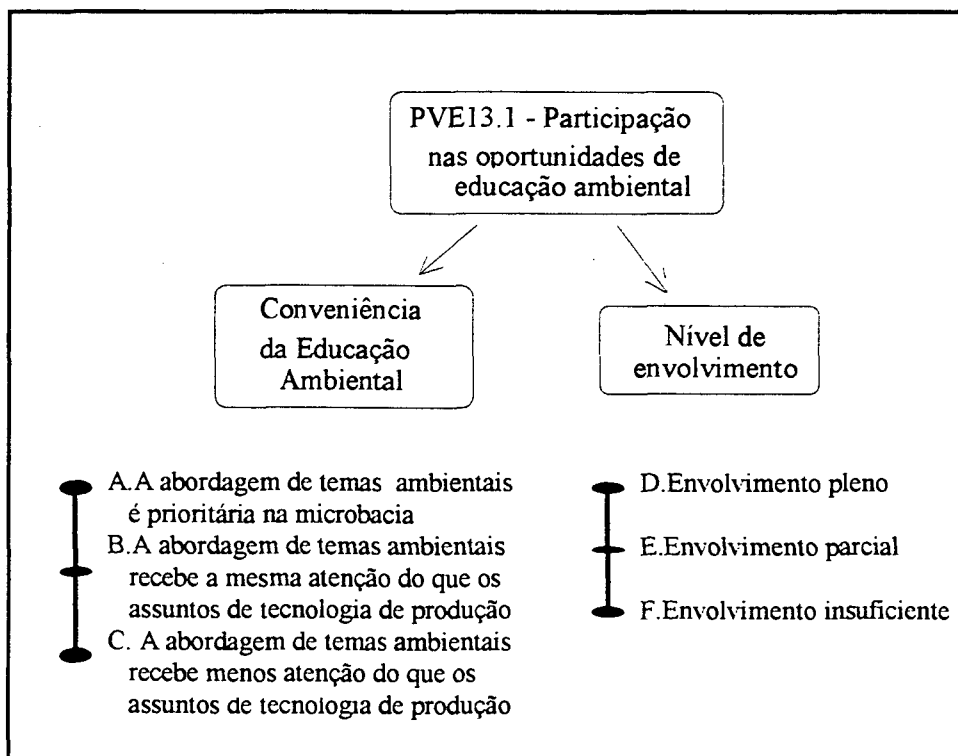 PVE13.1 - Participação
nas oportunidades de
educação ambiental
Conveniência
da Educação
Ambiental
Nível de
envolvimento
A.A abordagem de temas ambientais
é prioritária na microbacia
B.A abordagem de temas ambientais
recebe a mesma atenção do que os
assuntos de tecnologia de produção
C. A abordagem de temas ambientais
recebe menos atenção do que os
assuntos de tecnologia de produção
D.Envolvimento pleno
E.Envolvimento parcial
F.Envolvimento insuficiente